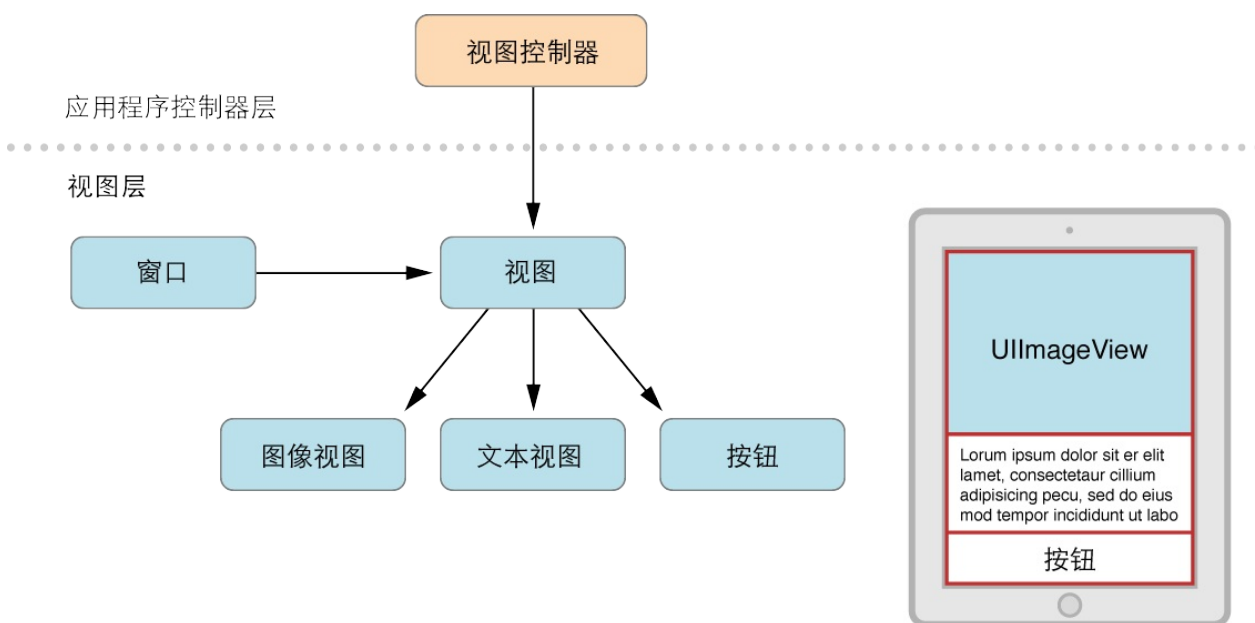 视图控制器
应用程序控制器层
视图层
窗口
视图
图像视图
文本视图
按钮
UIImageView
Lorum ipsum dolor sit er elit
lamet, consectetaur cillium
adipisicing pecu, sed do eius
mod tempor incididunt ut labo
按钮